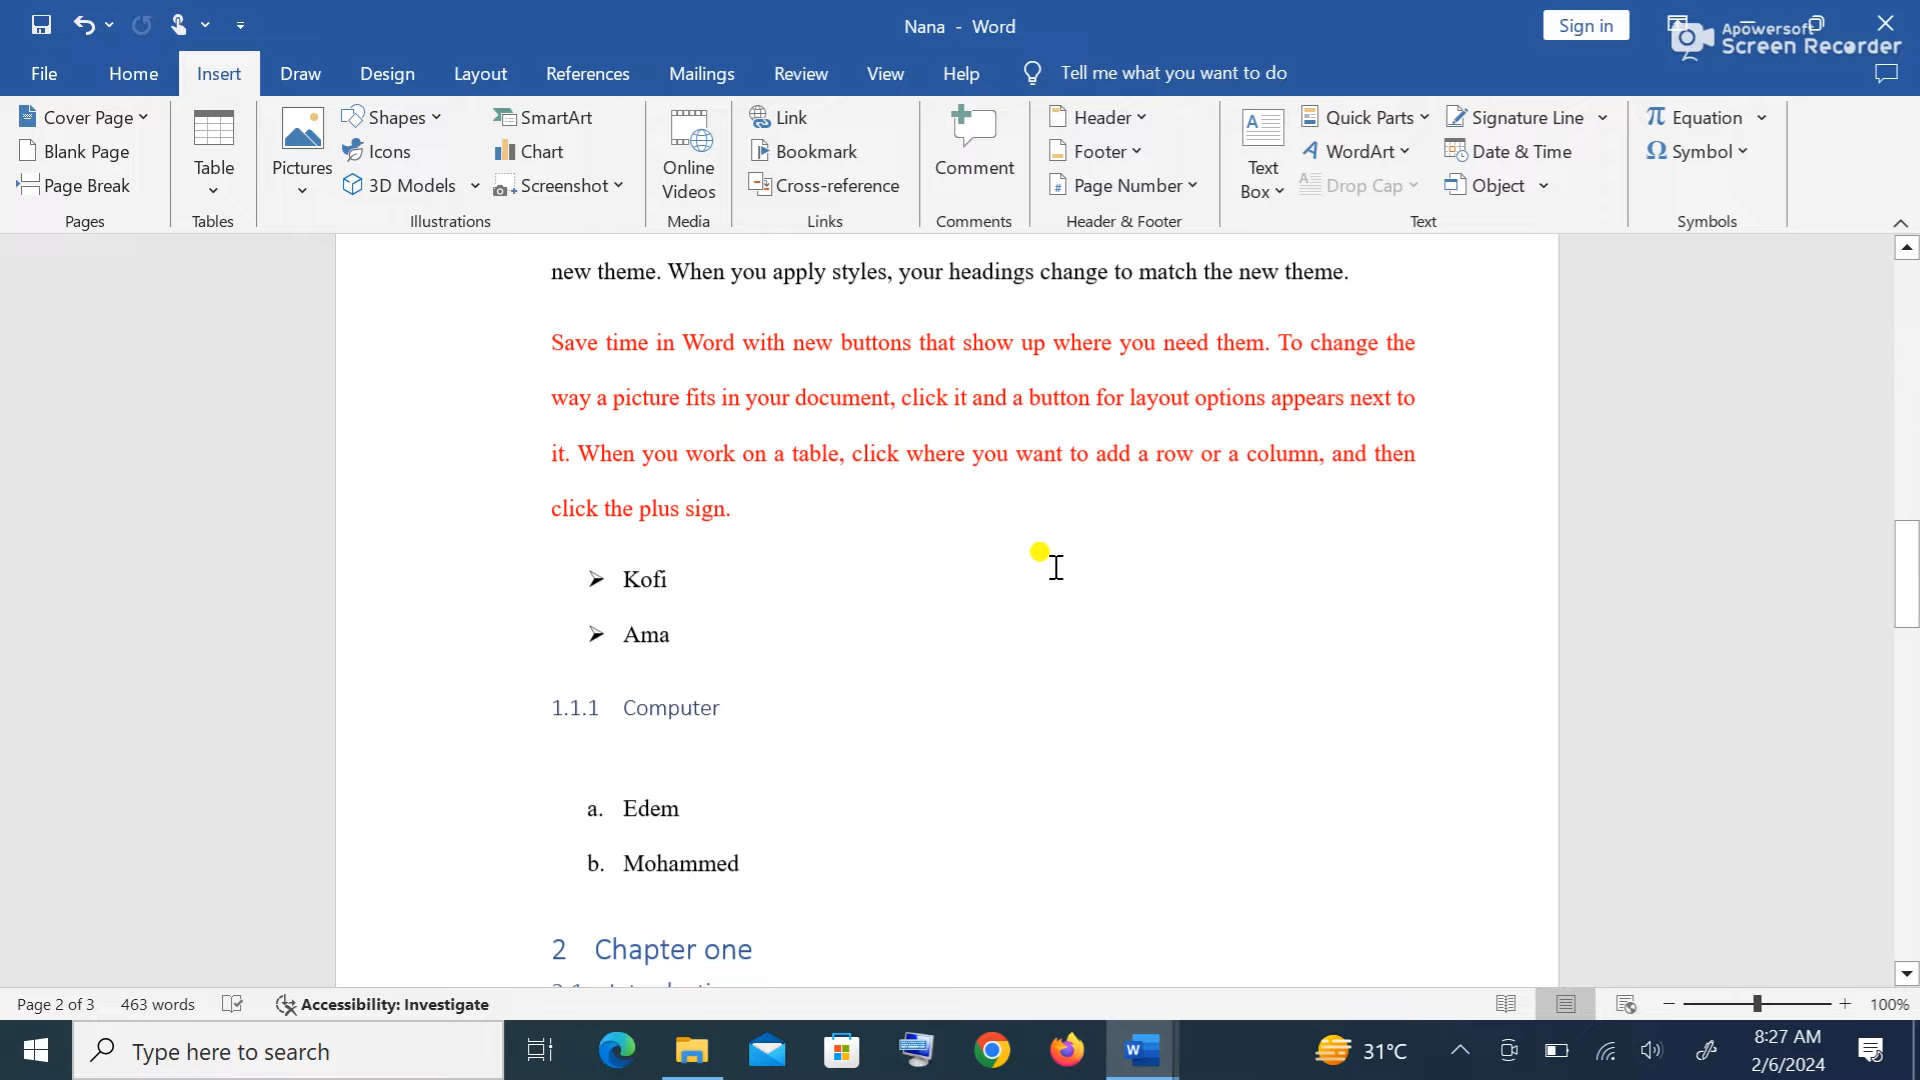 Nana - Word
Sign in
Apowersoft
Screen Recorder
File Home Insert Draw Design Layout References Mailings Review View Help Tell me what you want to do
Cover Page
Blank Page
Page Break
Pages
Table
Tables
Pictures
Shapes
Icons
3D Models
SmartArt
Chart
Screenshot
Illustrations
Online
Videos
Media
Link
Bookmark
Cross-reference
Links
Comment
Comments
Header
Footer
Page Number
Header & Footer
Text
Box
Quick Parts
WordArt
Drop Cap
Signature Line
Date & Time
Object
Text
Equation
Symbol
Symbols
new theme. When you apply styles, your headings change to match the new theme.
Save time in Word with new buttons that show up where you need them. To change the
way a picture fits in your document, click it and a button for layout options appears next to
it. When you work on a table, click where you want to add a row or a column, and then
click the plus sign.
➢ Kofi
➢ Ama
1.1.1 Computer
a. Edem
b. Mohammed
2 Chapter one
Page 2 of 3 463 words Accessibility: Investigate 100%
Type here to search
31°C
8:27 AM
2/6/2024